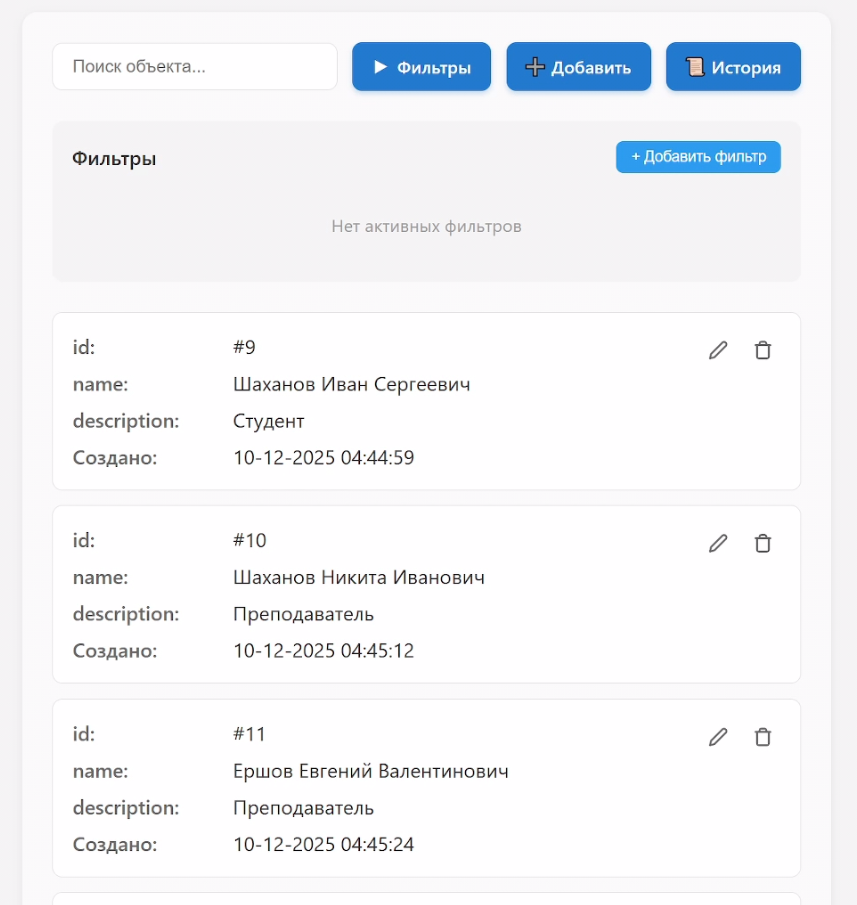 Поиск объекта...
▶ Фильтры
➕ Добавить
📜 История
Фильтры
+ Добавить фильтр
Нет активных фильтров
id: #9
name: Шаханов Иван Сергеевич
description: Студент
Создано: 10-12-2025 04:44:59
id: #10
name: Шаханов Никита Иванович
description: Преподаватель
Создано: 10-12-2025 04:45:12
id: #11
name: Ершов Евгений Валентинович
description: Преподаватель
Создано: 10-12-2025 04:45:24